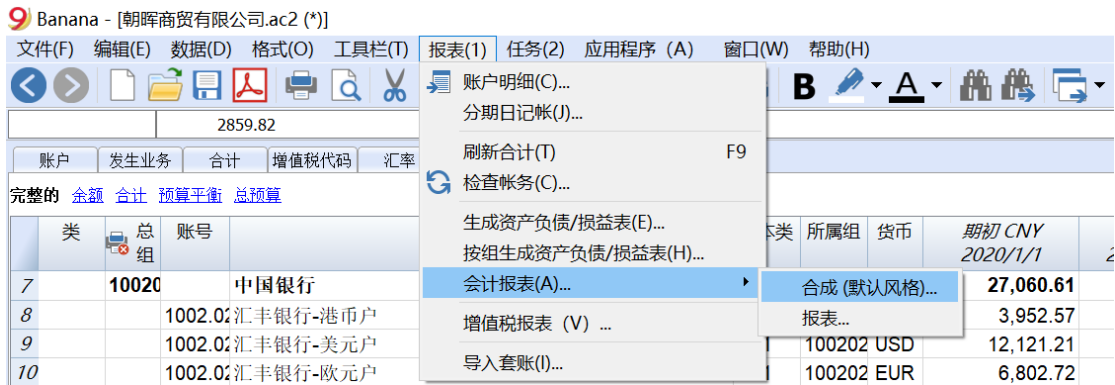 Banana - [朝晖商贸有限公司.ac2 (*)]
文件(F) 编辑(E) 数据(D) 格式(O) 工具栏(T) 报表(1) 任务(2) 应用程序（A） 窗口(W) 帮助(H)
账户明细(C)...
B A
分期日记帐(J)...
2859.82
刷新合计(T) F9
账户 发生业务 合计 增值税代码 汇率
检查帐务(C)...
完整的 余额 合计 预算平衡 总预算
生成资产负债/损益表(E)...
类 总组 账号 所属组 货币 期初 CNY 2020/1/1
按组生成资产负债/损益表(H)...
会计报表(A)...
合成 (默认风格)...
7 10020 中国银行 27,060.61
报表...
8 1002.02 汇丰银行-港币户 3,952.57
增值税报表（V）...
9 1002.02 汇丰银行-美元户 100202 USD 12,121.21
导入套账(I)...
10 1002.02 汇丰银行-欧元户 100202 EUR 6,802.72